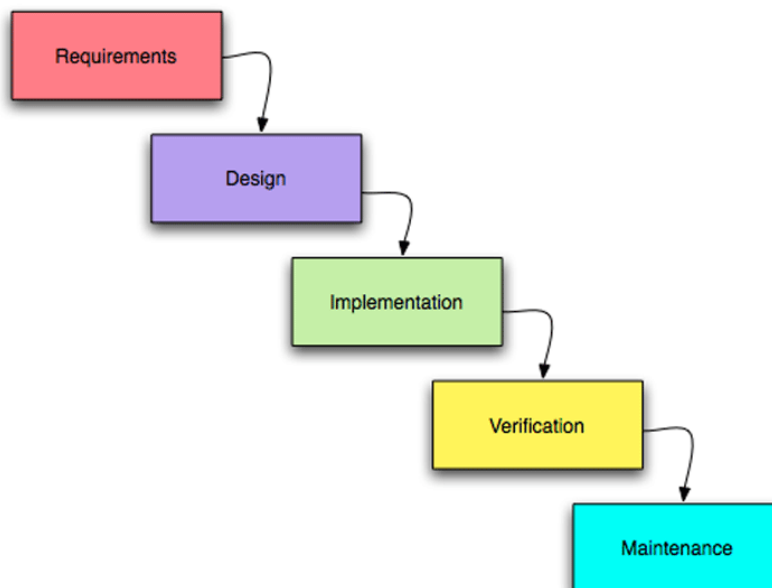 Requirements
Design
Implementation
Verification
Maintenance